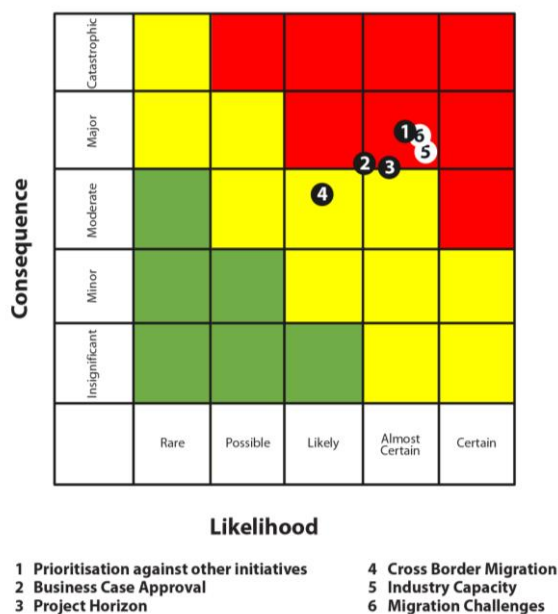 Consequence
Catastrophic
Major
Moderate
Minor
Insignificant
1
6
5
2
3
4
Rare
Possible
Likely
Almost
Certain
Certain
Likelihood
1 Prioritisation against other initiatives
2 Business Case Approval
3 Project Horizon
4 Cross Border Migration
5 Industry Capacity
6 Migration Challenges